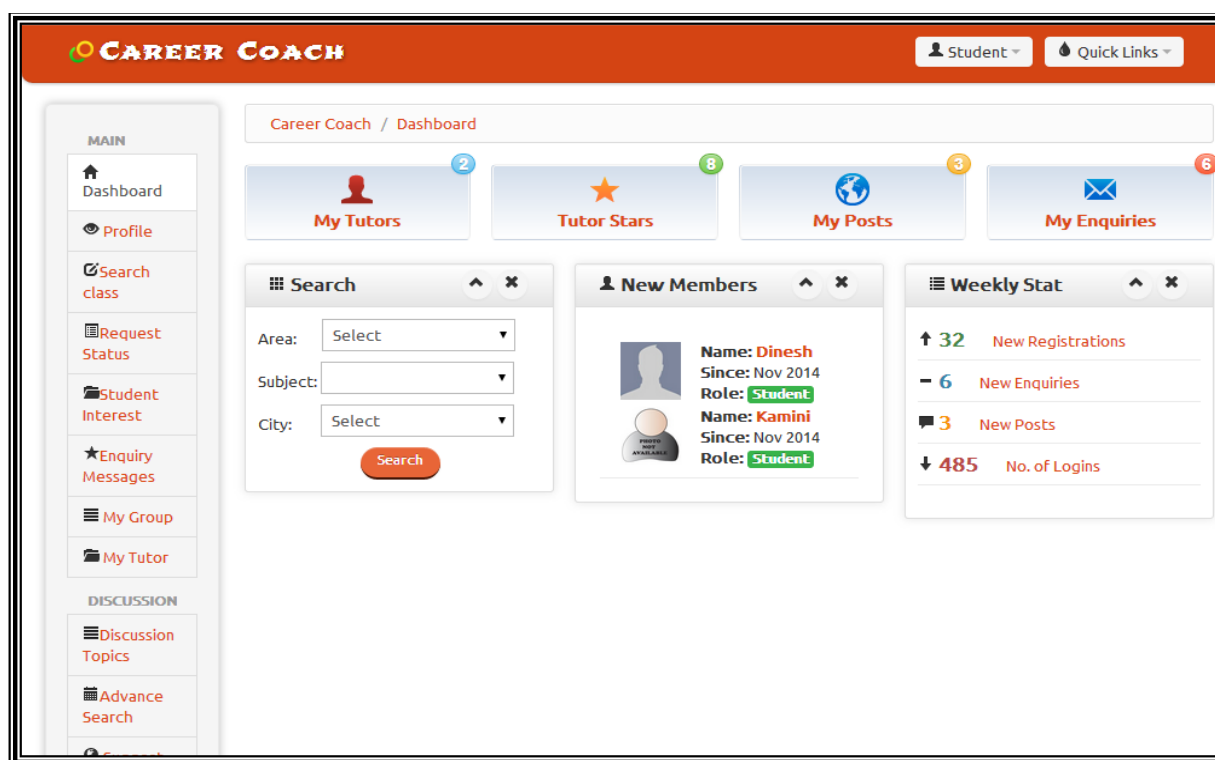 CAREER COACH
Student
Quick Links
MAIN
Dashboard
Profile
Search
class
Request
Status
Student
Interest
Enquiry
Messages
My Group
My Tutor
DISCUSSION
Discussion
Topics
Advance
Search
Career Coach / Dashboard
2
My Tutors
8
Tutor Stars
3
My Posts
6
My Enquiries
Search
Area: Select
Subject:
City: Select
Search
New Members
Name: Dinesh
Since: Nov 2014
Role: Student
PHOTO
NOT
AVAILABLE
Name: Kamini
Since: Nov 2014
Role: Student
Weekly Stat
32 New Registrations
6 New Enquiries
3 New Posts
485 No. of Logins